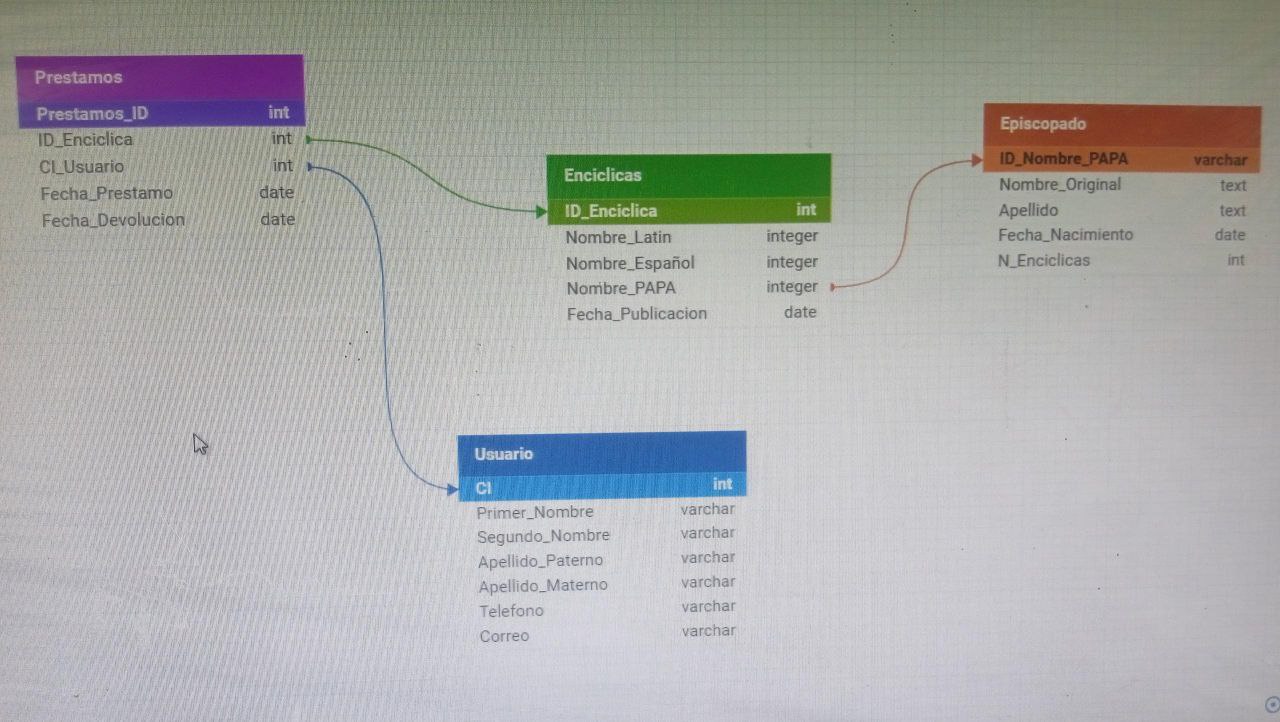 Prestamos
Prestamos_ID int
ID_Enciclica int
CI_Usuario int
Fecha_Prestamo date
Fecha_Devolucion date
Enciclicas
ID_Enciclica int
Nombre_Latin integer
Nombre_Español integer
Nombre_PAPA integer
Fecha_Publicacion date
Episcopado
ID_Nombre_PAPA varchar
Nombre_Original text
Apellido text
Fecha_Nacimiento date
N_Enciclicas int
Usuario
CI int
Primer_Nombre varchar
Segundo_Nombre varchar
Apellido_Paterno varchar
Apellido_Materno varchar
Telefono varchar
Correo varchar